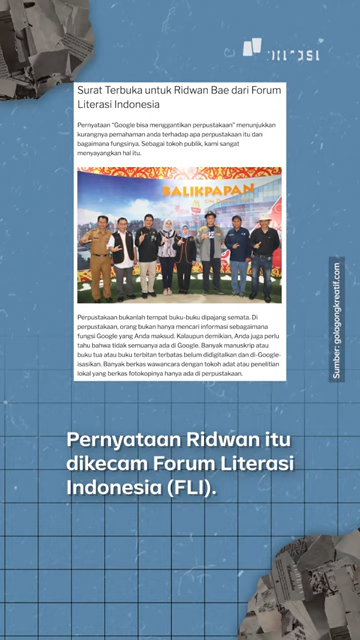 Surat Terbuka untuk Ridwan Bae dari Forum
Literasi Indonesia
Pernyataan "Google bisa menggantikan perpustakaan" menunjukkan
kurangnya pemahaman anda terhadap apa perpustakaan itu dan
bagaimana fungsinya. Sebagai tokoh publik, kami sangat
menyayangkan hal itu.
BALIKPAPAN
Perpustakaan bukanlah tempat buku-buku dipajang semata. Di
perpustakaan, orang bukan hanya mencari informasi sebagaimana
fungsi Google yang Anda maksud. Kalaupun demikian, Anda juga perlu
tahu bahwa tidak semuanya ada di Google. Banyak manuskrip atau
buku tua atau buku terbitan terbatas belum didigitalkan dan di-Google-
isasikan. Banyak berkas wawancara dengan tokoh adat atau penelitian
lokal yang berkas fotokopinya hanya ada di perpustakaan.
Sumber: golagongkreatif.com
Pernyataan Ridwan itu
dikecam Forum Literasi
Indonesia (FLI).